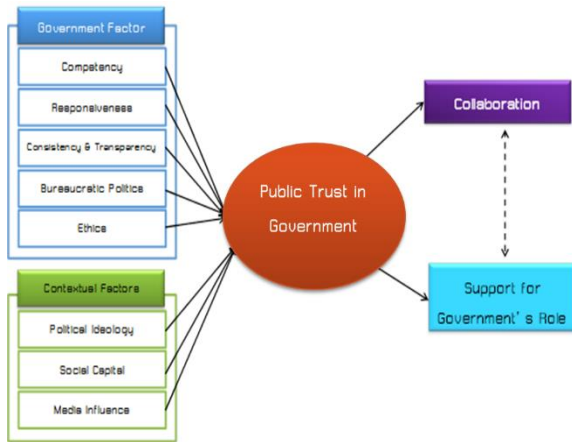 Government Factor
Competency
Responsiveness
Consistency & Transparency
Bureaucratic Politics
Ethics
Contextual Factors
Political Ideology
Social Capital
Media Influence
Public Trust in
Government
Collaboration
Support for
Government's Role